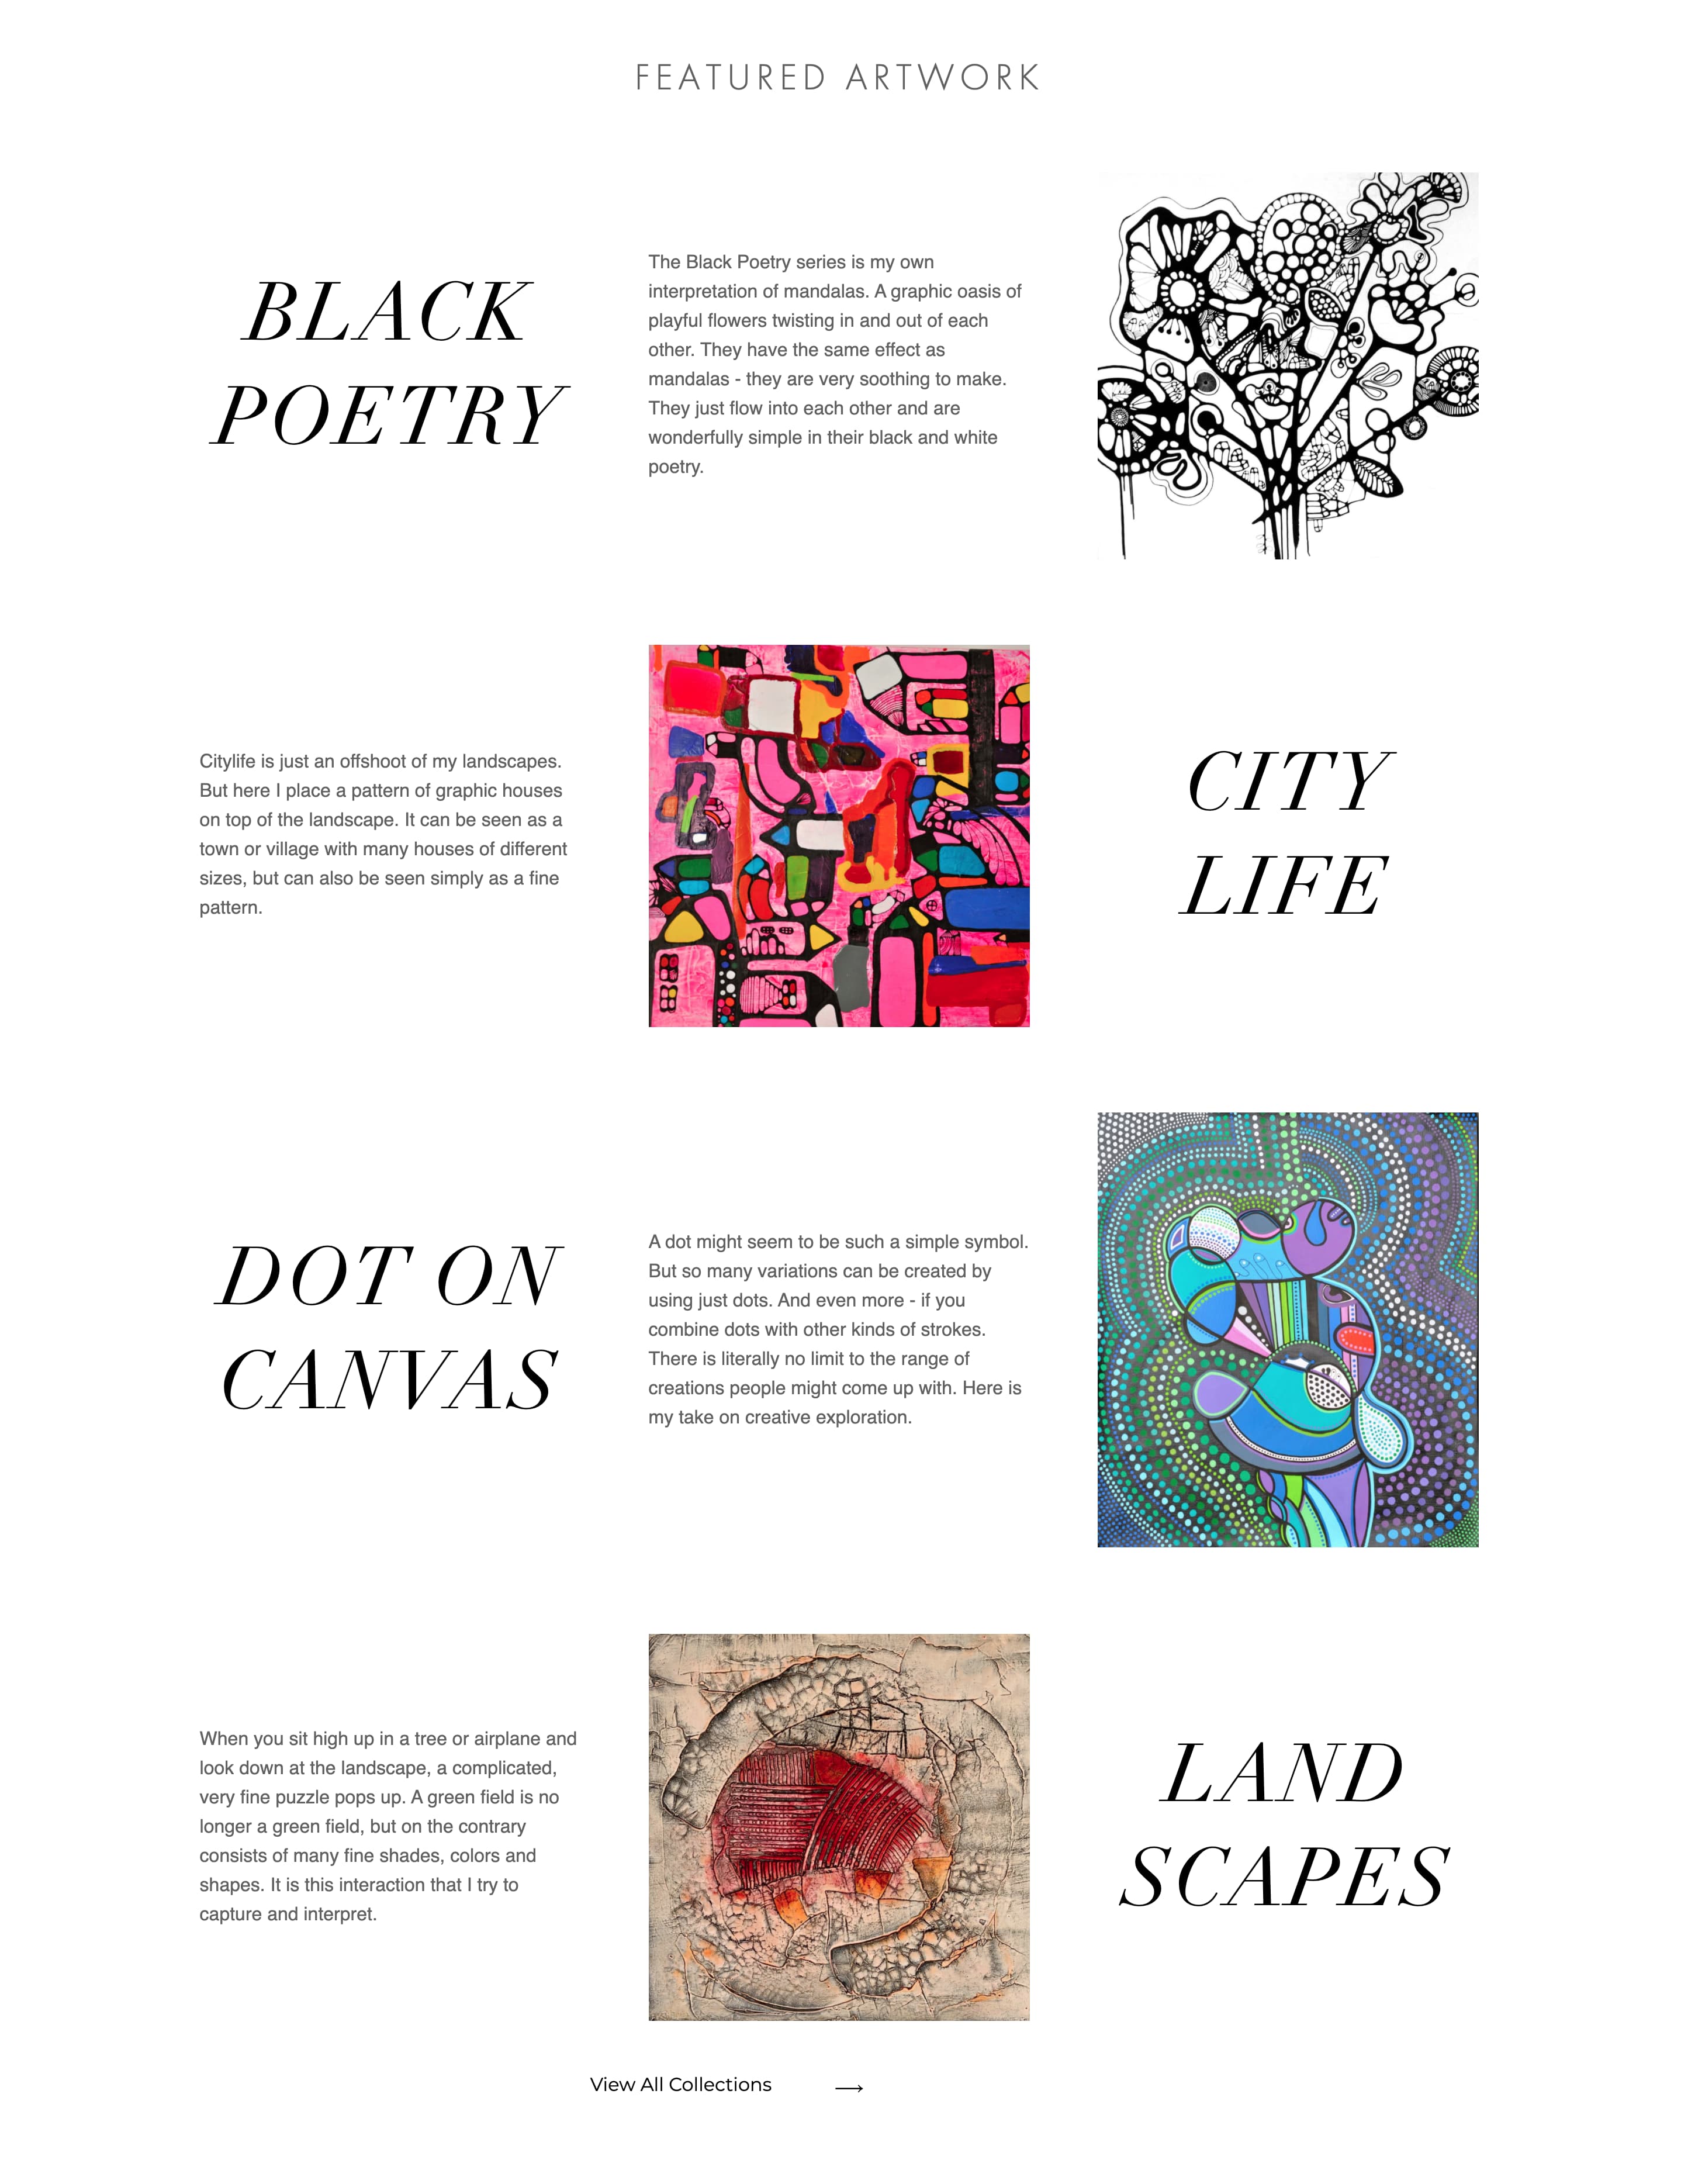 FEATURED ARTWORK
BLACK
POETRY
The Black Poetry series is my own
interpretation of mandalas. A graphic oasis of
playful flowers twisting in and out of each
other. They have the same effect as
mandalas - they are very soothing to make.
They just flow into each other and are
wonderfully simple in their black and white
poetry.
Citylife is just an offshoot of my landscapes.
But here I place a pattern of graphic houses
on top of the landscape. It can be seen as a
town or village with many houses of different
sizes, but can also be seen simply as a fine
pattern.
CITY
LIFE
DOT ON
CANVAS
A dot might seem to be such a simple symbol.
But so many variations can be created by
using just dots. And even more - if you
combine dots with other kinds of strokes.
There is literally no limit to the range of
creations people might come up with. Here is
my take on creative exploration.
When you sit high up in a tree or airplane and
look down at the landscape, a complicated,
very fine puzzle pops up. A green field is no
longer a green field, but on the contrary
consists of many fine shades, colors and
shapes. It is this interaction that I try to
capture and interpret.
LAND
SCAPES
View All Collections